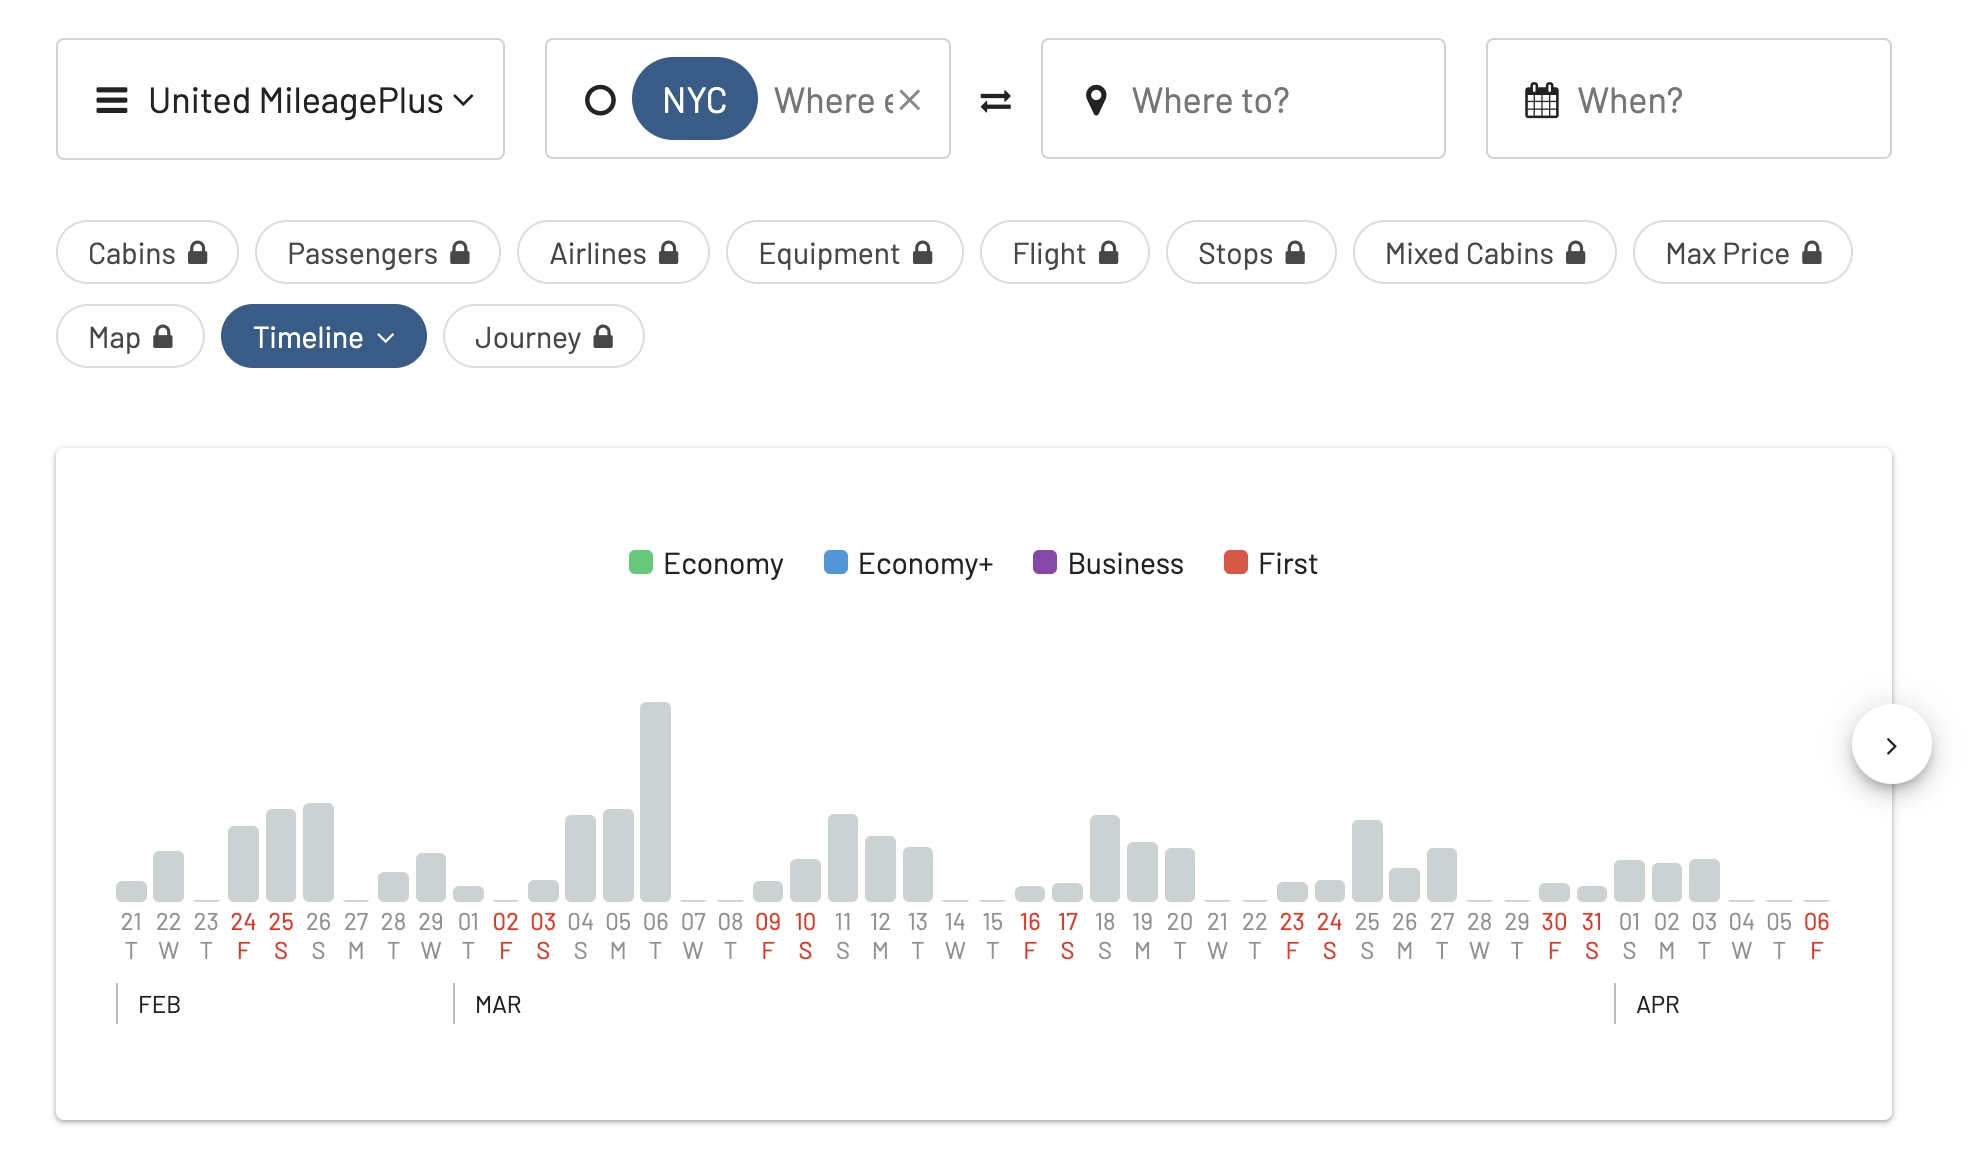 United MileagePlus NYC Where e Where to? When?
Cabins Passengers Airlines Equipment Flight Stops Mixed Cabins Max Price
Map Timeline Journey
Economy Economy+ Business First
21 22 23 24 25 26 27 28 29 01 02 03 04 05 06 07 08 09 10 11 12 13 14 15 16 17 18 19 20 21 22 23 24 25 26 27 28 29 30 31 01 02 03 04 05 06
T W T F S S M T W T F S S M T W T F S S M T W T F S S M T W T F S S M T W T F S S M T W T F
FEB MAR APR